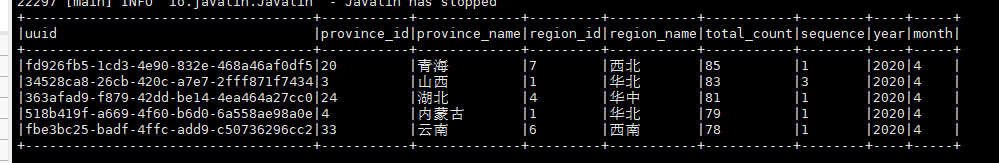 22297 [main] INFO  io.javalin.Javalin  - Javalin has stopped
+------------------------------------+-----------+-------------+---------+-----------+-----------+--------+----+-----+
|uuid                                |province_id|province_name|region_id|region_name|total_count|sequence|year|month|
+------------------------------------+-----------+-------------+---------+-----------+-----------+--------+----+-----+
|fd926fb5-1cd3-4e90-832e-468a46af0df5|20         |青海         |7        |西北       |85         |1       |2020|4    |
|34528ca8-26cb-420c-a7e7-2fff871f7434|3          |山西         |1        |华北       |83         |3       |2020|4    |
|363afad9-f879-42dd-be14-4ea464a27cc0|24         |湖北         |4        |华中       |81         |1       |2020|4    |
|518b419f-a669-4f60-b6d0-6a558ae98a0e|4          |内蒙古       |1        |华北       |79         |1       |2020|4    |
|fbe3bc25-badf-4ffc-add9-c50736296cc2|33         |云南         |6        |西南       |78         |1       |2020|4    |
+------------------------------------+-----------+-------------+---------+-----------+-----------+--------+----+-----+